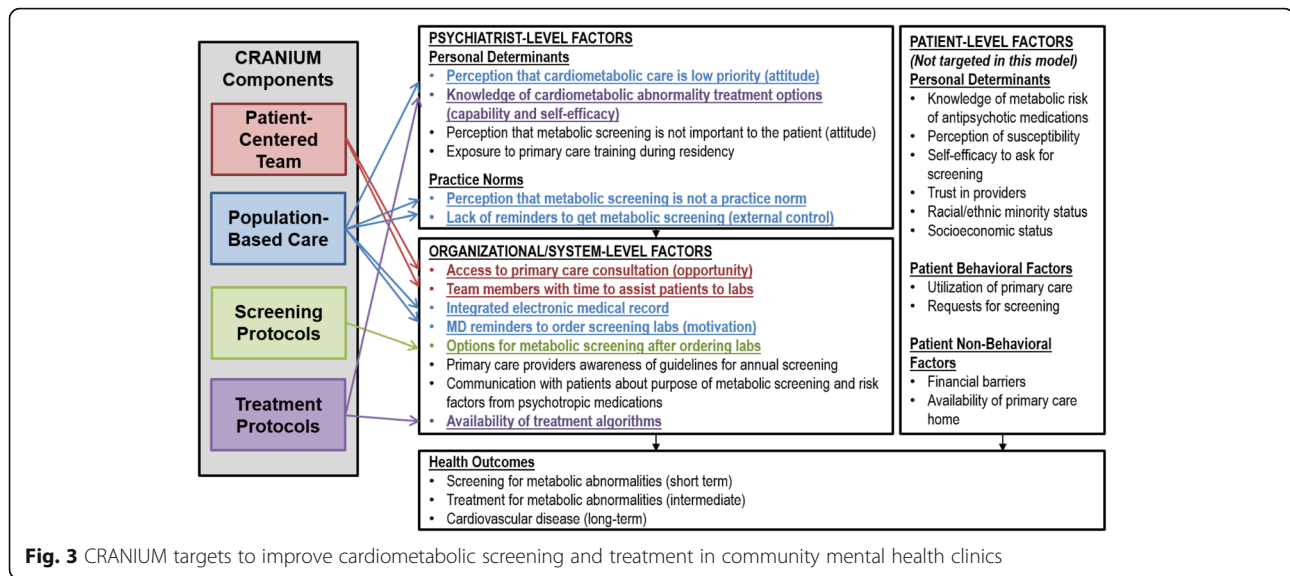 CRANIUM
Components
Patient-
Centered
Team
Population-
Based Care
Screening
Protocols
Treatment
Protocols
PSYCHIATRIST-LEVEL FACTORS
Personal Determinants
• Perception that cardiometabolic care is low priority (attitude)
• Knowledge of cardiometabolic abnormality treatment options
(capability and self-efficacy)
• Perception that metabolic screening is not important to the patient (attitude)
• Exposure to primary care training during residency
Practice Norms
• Perception that metabolic screening is not a practice norm
• Lack of reminders to get metabolic screening (external control)
ORGANIZATIONAL/SYSTEM-LEVEL FACTORS
• Access to primary care consultation (opportunity)
• Team members with time to assist patients to labs
• Integrated electronic medical record
• MD reminders to order screening labs (motivation)
• Options for metabolic screening after ordering labs
• Primary care providers awareness of guidelines for annual screening
• Communication with patients about purpose of metabolic screening and risk
factors from psychotropic medications
• Availability of treatment algorithms
PATIENT-LEVEL FACTORS
(Not targeted in this model)
Personal Determinants
• Knowledge of metabolic risk
of antipsychotic medications
• Perception of susceptibility
• Self-efficacy to ask for
screening
• Trust in providers
• Racial/ethnic minority status
• Socioeconomic status
Patient Behavioral Factors
• Utilization of primary care
• Requests for screening
Patient Non-Behavioral
Factors
• Financial barriers
• Availability of primary care
home
Health Outcomes
• Screening for metabolic abnormalities (short term)
• Treatment for metabolic abnormalities (intermediate)
• Cardiovascular disease (long-term)
Fig. 3 CRANIUM targets to improve cardiometabolic screening and treatment in community mental health clinics